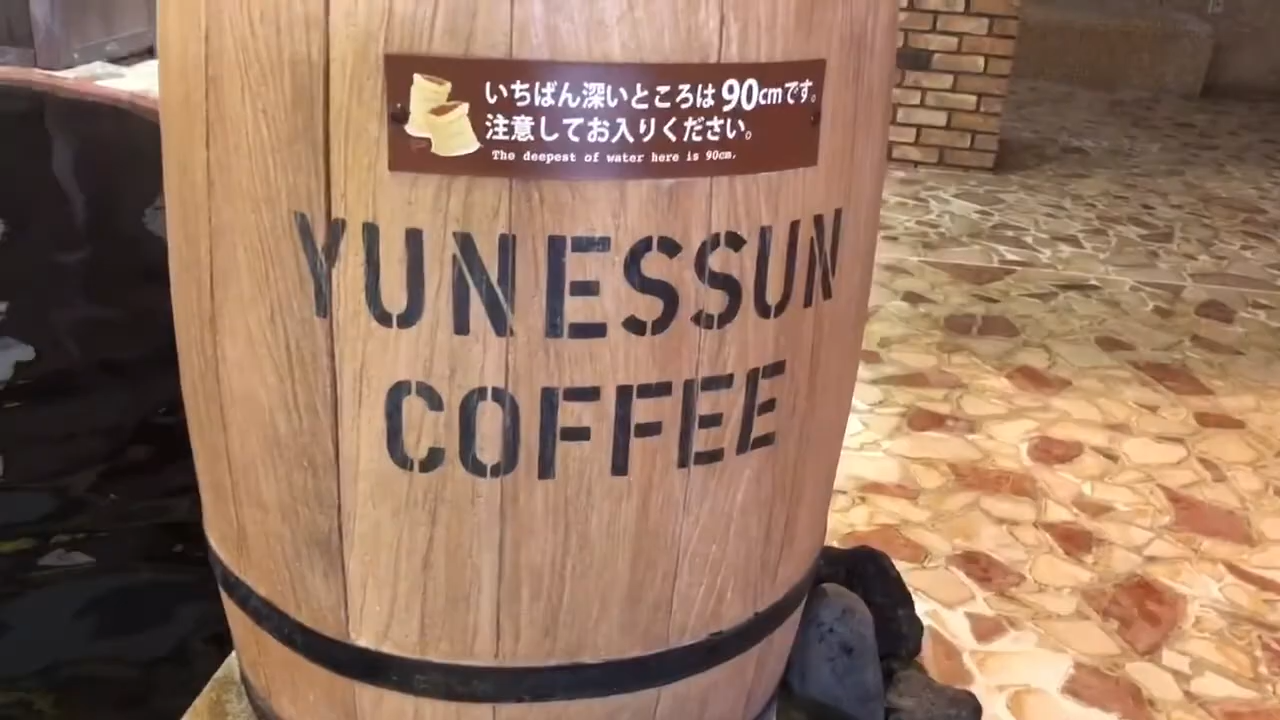 いちばん深いところは90cmです。
注意してお入りください。
The deepest of water here is 90cm.
YUNESSUN
COFFEE